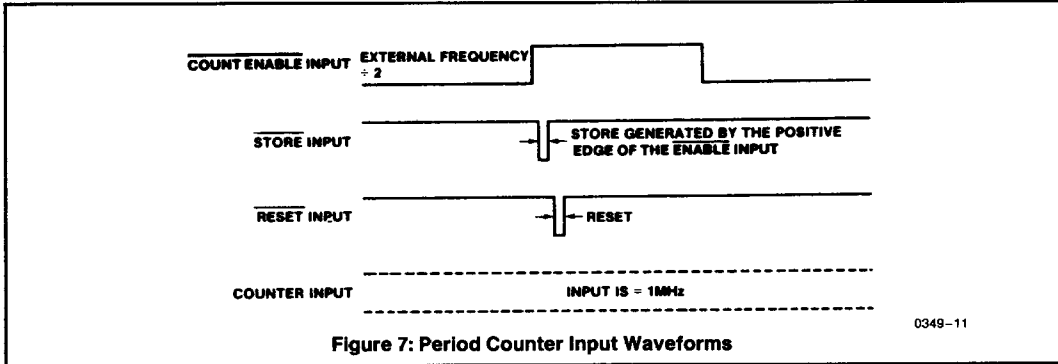 COUNT ENABLE INPUT
EXTERNAL FREQUENCY
÷ 2
STORE INPUT
STORE GENERATED BY THE POSITIVE
EDGE OF THE ENABLE INPUT
RESET INPUT
RESET
COUNTER INPUT
INPUT IS = 1MHz
0349-11
Figure 7: Period Counter Input Waveforms